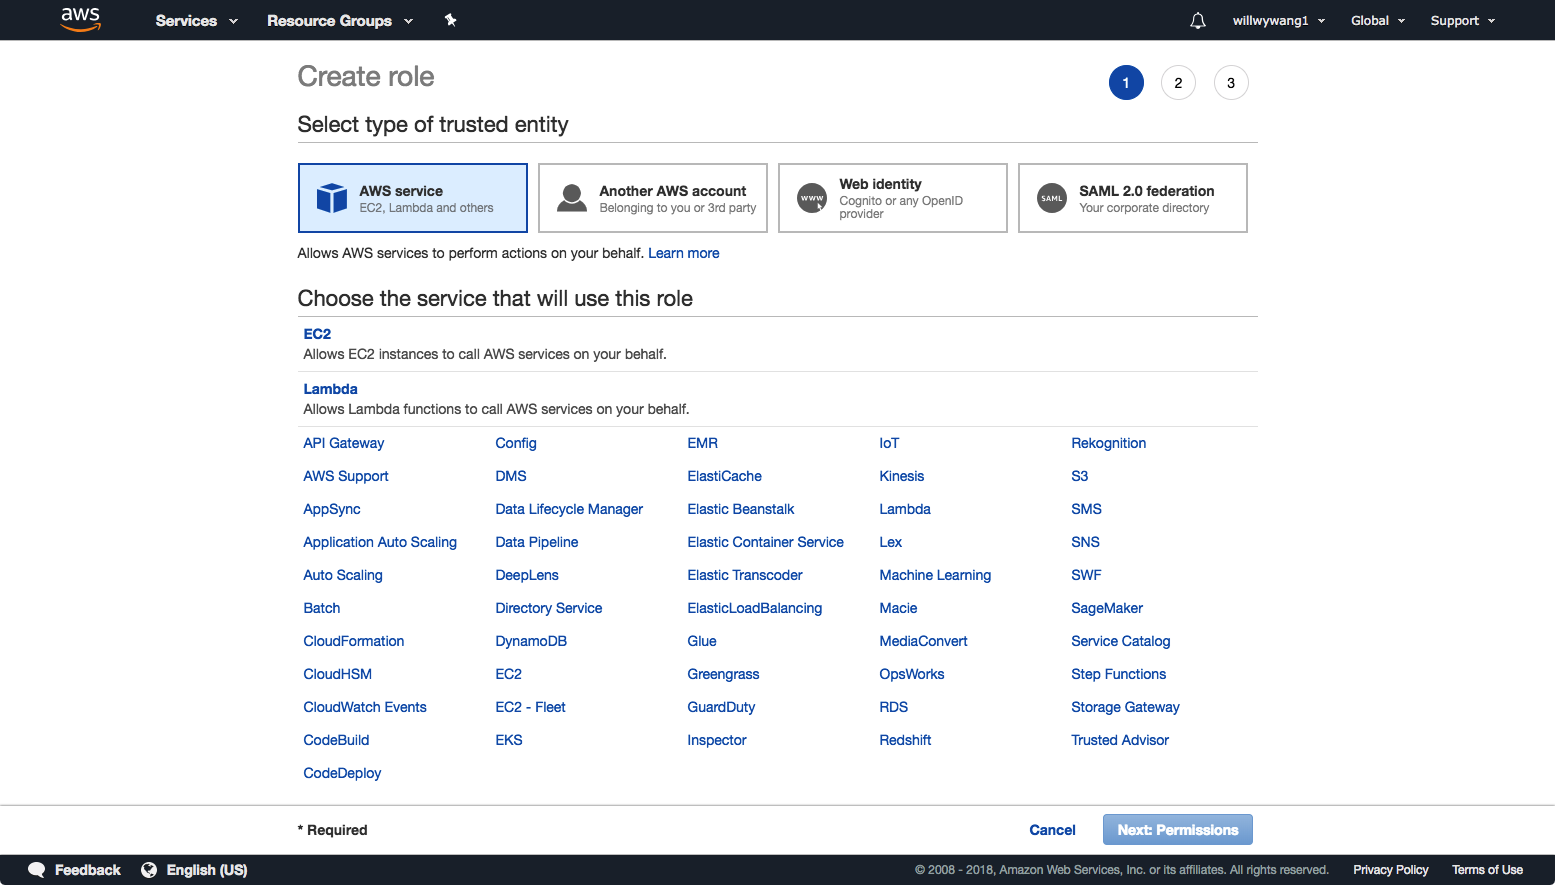 aws Services Resource Groups willwywang1 Global Support
Create role
1 2 3
Select type of trusted entity
AWS service
EC2, Lambda and others
Another AWS account
Belonging to you or 3rd party
www
Web identity
Cognito or any OpenID
provider
SAML
SAML 2.0 federation
Your corporate directory
Allows AWS services to perform actions on your behalf. Learn more
Choose the service that will use this role
EC2
Allows EC2 instances to call AWS services on your behalf.
Lambda
Allows Lambda functions to call AWS services on your behalf.
API Gateway Config EMR IoT Rekognition
AWS Support DMS ElastiCache Kinesis S3
AppSync Data Lifecycle Manager Elastic Beanstalk Lambda SMS
Application Auto Scaling Data Pipeline Elastic Container Service Lex SNS
Auto Scaling DeepLens Elastic Transcoder Machine Learning SWF
Batch Directory Service ElasticLoadBalancing Macie SageMaker
CloudFormation DynamoDB Glue MediaConvert Service Catalog
CloudHSM EC2 Greengrass OpsWorks Step Functions
CloudWatch Events EC2 - Fleet GuardDuty RDS Storage Gateway
CodeBuild EKS Inspector Redshift Trusted Advisor
CodeDeploy
* Required Cancel Next: Permissions
Feedback English (US) © 2008 - 2018, Amazon Web Services, Inc. or its affiliates. All rights reserved. Privacy Policy Terms of Use